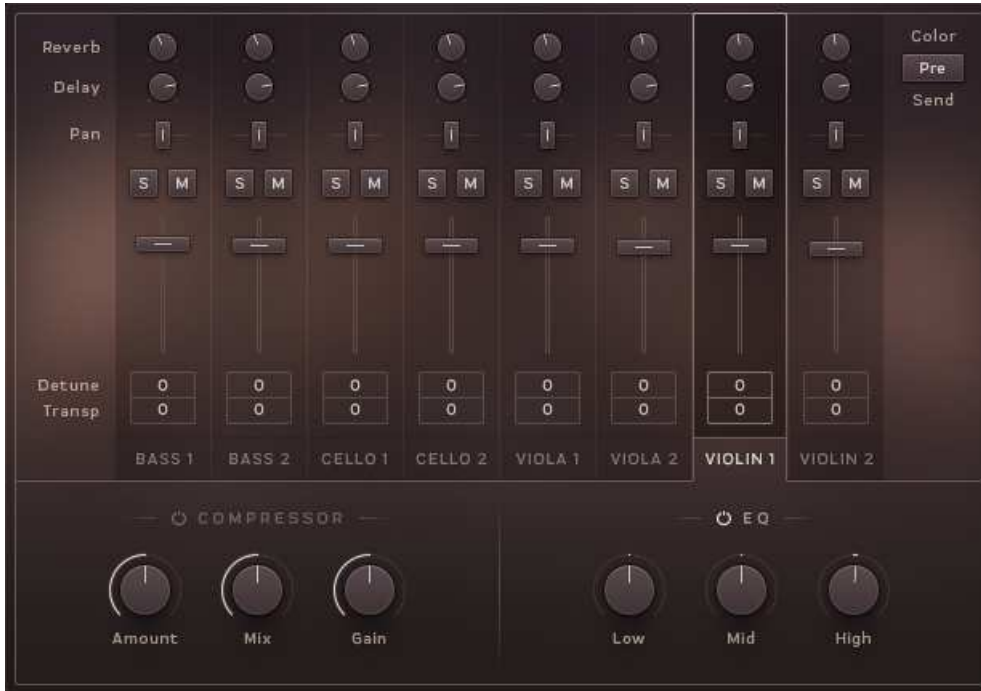 Reverb
Color
Delay
Pre
Send
Pan
S M S M S M S M S M S M S M S M
Detune 0 0 0 0 0 0 0 0
Transp 0 0 0 0 0 0 0 0
BASS 1 BASS 2 CELLO 1 CELLO 2 VIOLA 1 VIOLA 2 VIOLIN 1 VIOLIN 2
COMPRESSOR EQ
Amount Mix Gain Low Mid High